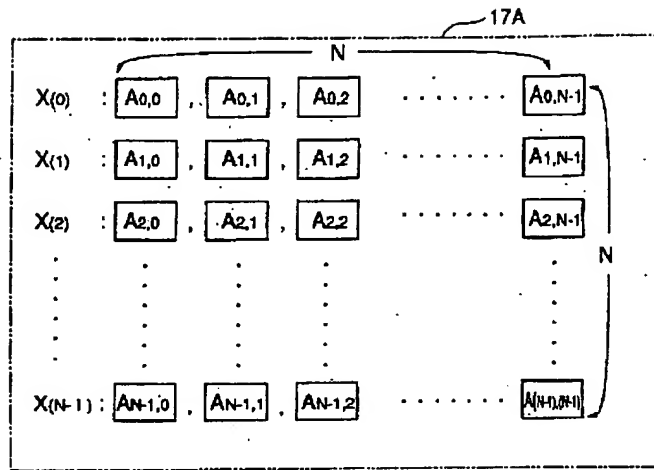 17A
N
X(0) : A0,0 , A0,1 , A0,2 ....... A0,N-1
X(1) : A1,0 , A1,1 , A1,2 ....... A1,N-1
X(2) : A2,0 , A2,1 , A2,2 ....... A2,N-1
N
X(N-1) : AN-1,0 , AN-1,1 , AN-1,2 ....... A(N-1),(N-1)